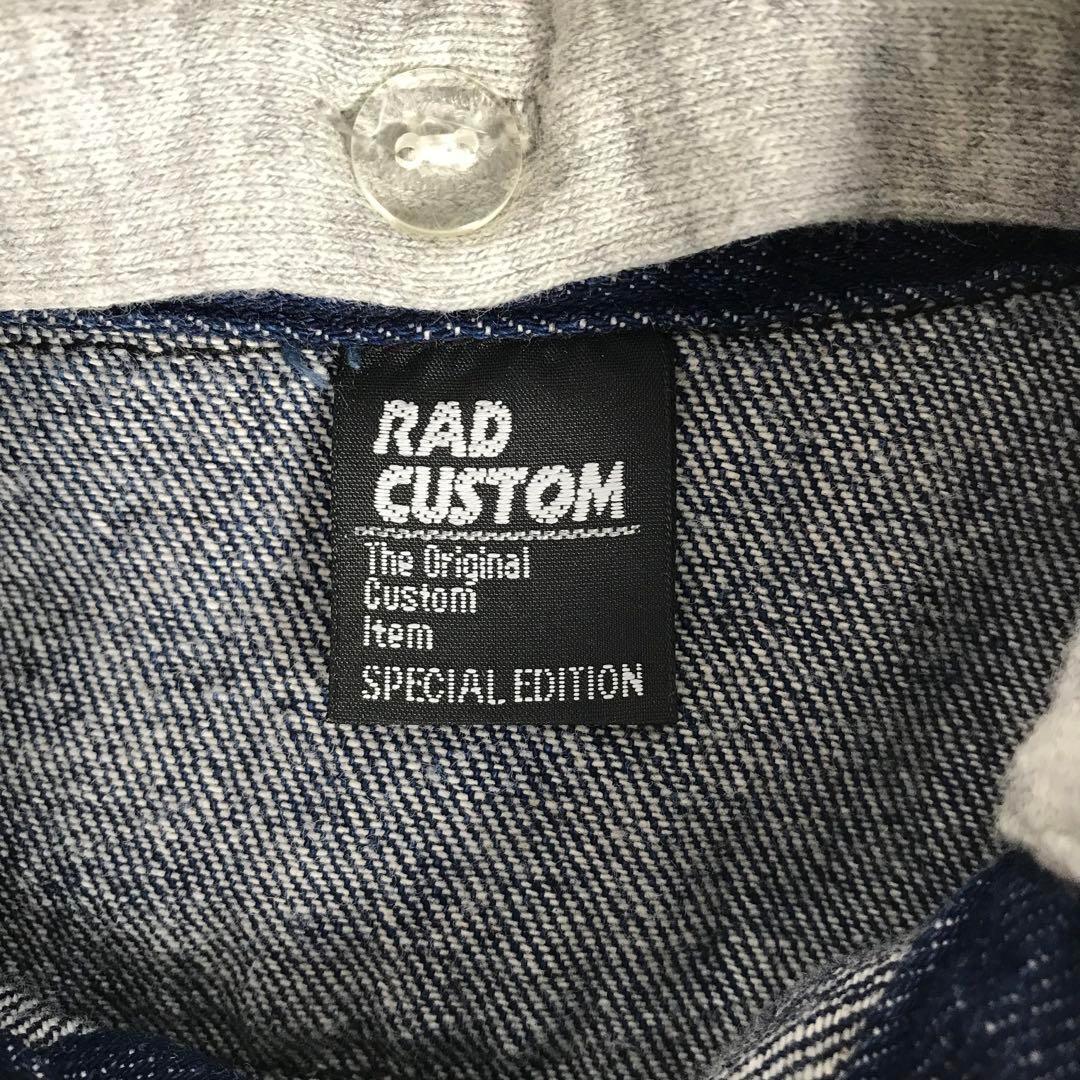 RAD
CUSTOM
The Original
Custom
Item
SPECIAL EDITION